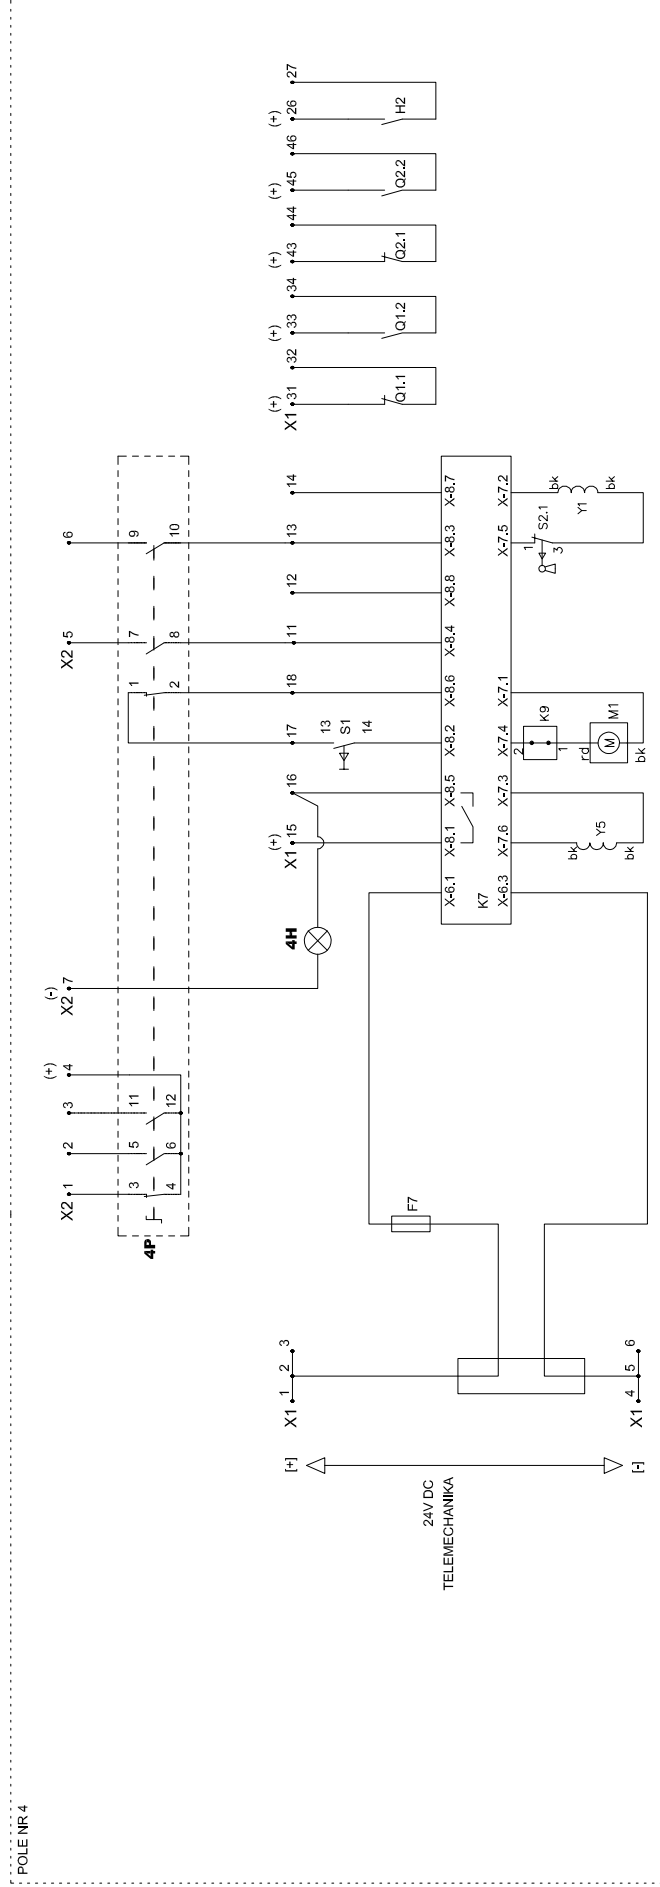 POLE NR 4
24V DC
TELEMECHANIKA
[+]
[-]
X1 1 2 3
X1 4 5 6
F7
4P
X2 1 2 3 4 (+)
3 5 11
4 6 12
X2 7 (-)
4H
X2 5 6
1 7 9
2 8 10
X1 15 (+) 16 17 18 11 12 13 14
13 S1 14
X-6.1 X-8.1 X-8.5 X-8.2 X-8.6 X-8.4 X-8.8 X-8.3 X-8.7
K7
X-6.3 X-7.6 X-7.3 X-7.4 X-7.1 X-7.5 X-7.2
bk Y5 bk
2 K9 1
rd M M1 bk
1 S2.1 3
bk Y1 bk
X1 31 (+) 32 33 (+) 34 43 (+) 44 45 (+) 46 26 (+) 27
Q1.1 Q1.2 Q2.1 Q2.2 H2